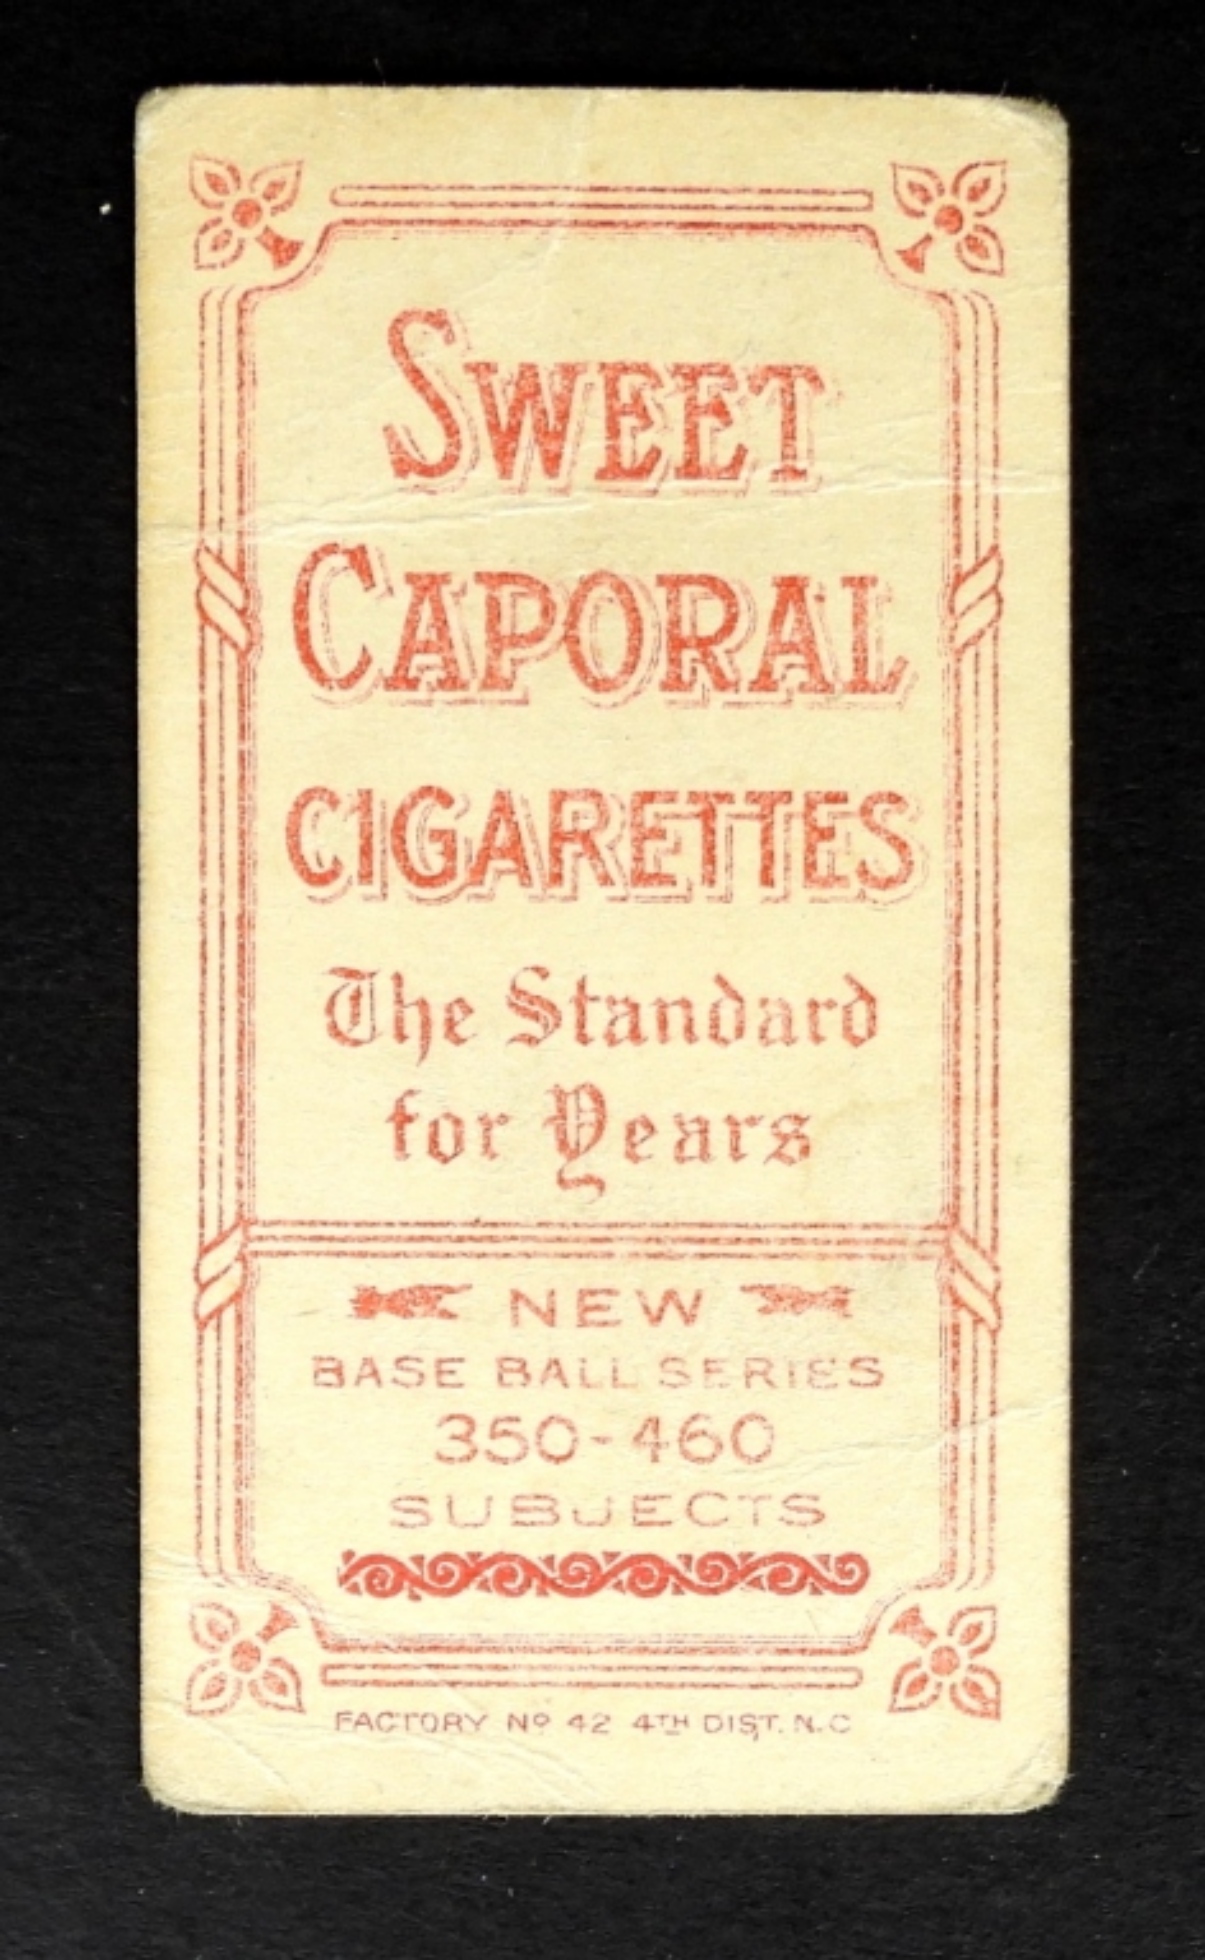 SWEET
CAPORAL
CIGARETTES
The Standard
for Years
NEW
BASE BALL SERIES
350-460
SUBJECTS
FACTORY Nº 42 4TH DIST. N.C